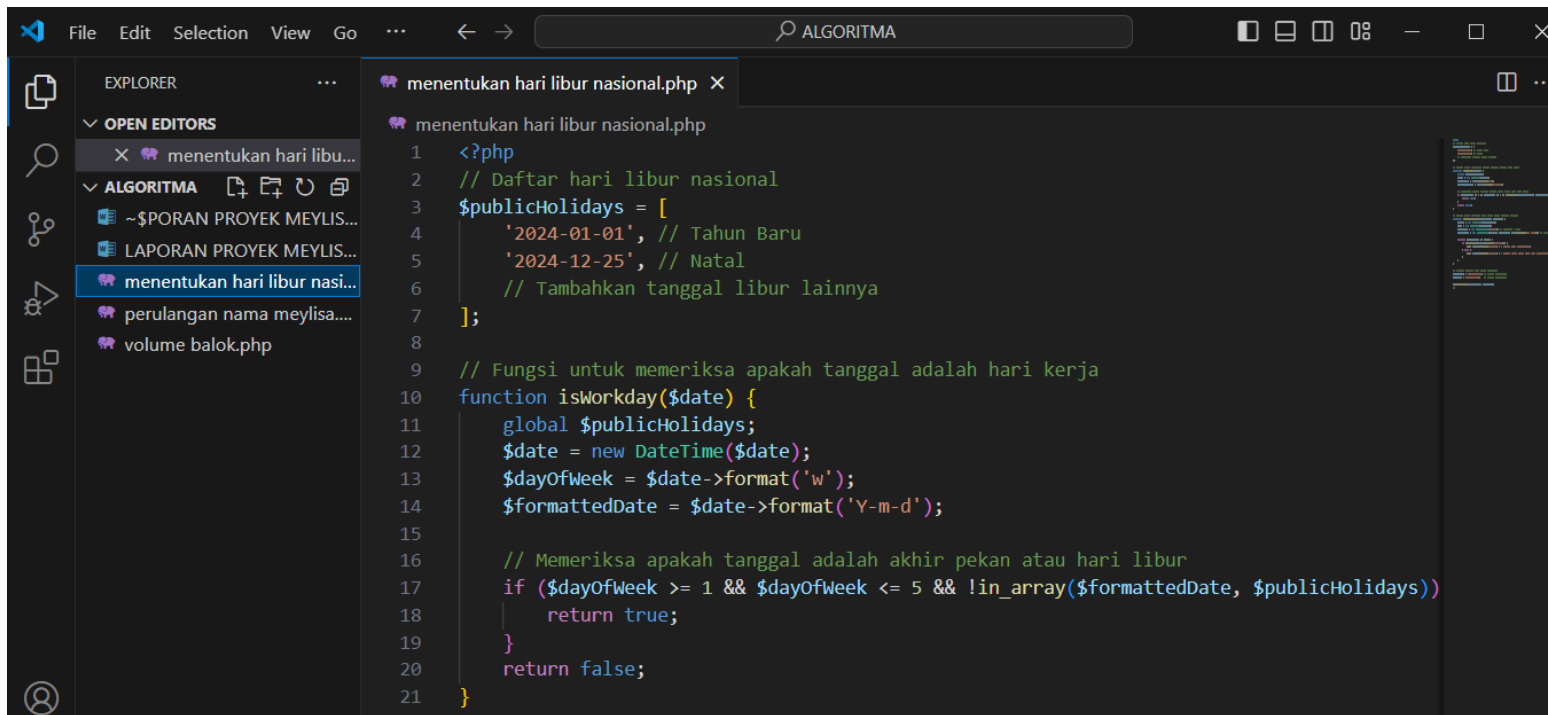 File Edit Selection View Go ... ALGORITMA
EXPLORER ...
OPEN EDITORS
menentukan hari libu...
ALGORITMA
~$PORAN PROYEK MEYLIS...
LAPORAN PROYEK MEYLIS...
menentukan hari libur nasi...
perulangan nama meylisa....
volume balok.php
menentukan hari libur nasional.php
menentukan hari libur nasional.php
1 <?php
2 // Daftar hari libur nasional
3 $publicHolidays = [
4     '2024-01-01', // Tahun Baru
5     '2024-12-25', // Natal
6     // Tambahkan tanggal libur lainnya
7 ];
8
9 // Fungsi untuk memeriksa apakah tanggal adalah hari kerja
10 function isWorkday($date) {
11     global $publicHolidays;
12     $date = new DateTime($date);
13     $dayOfWeek = $date->format('w');
14     $formattedDate = $date->format('Y-m-d');
15
16     // Memeriksa apakah tanggal adalah akhir pekan atau hari libur
17     if ($dayOfWeek >= 1 && $dayOfWeek <= 5 && !in_array($formattedDate, $publicHolidays))
18         return true;
19     }
20     return false;
21 }